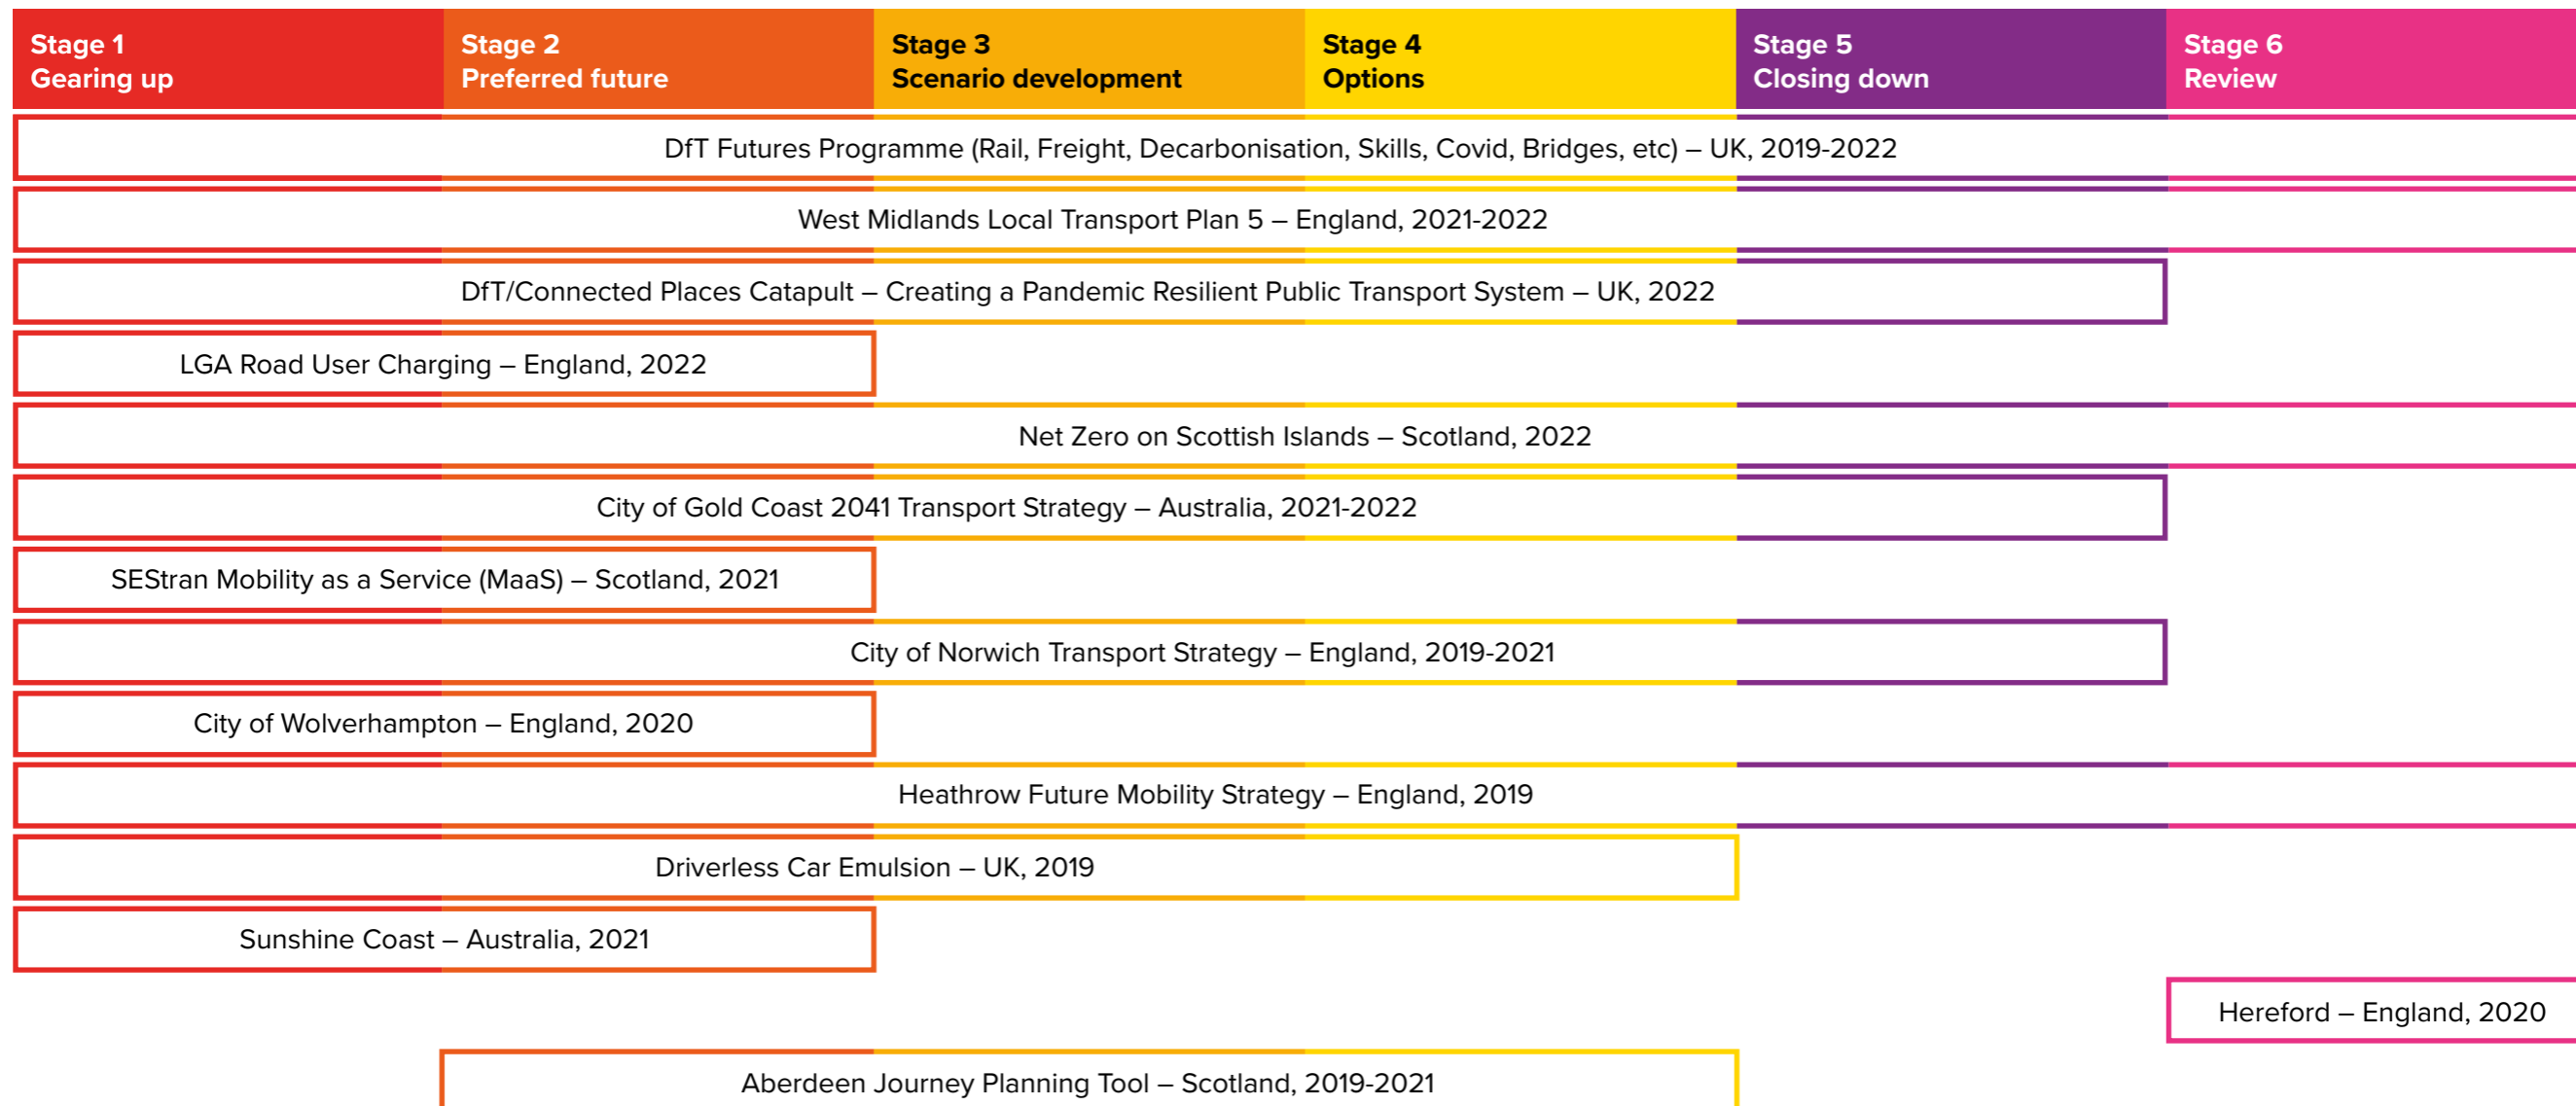 Stage 1
Gearing up
Stage 2
Preferred future
Stage 3
Scenario development
Stage 4
Options
Stage 5
Closing down
Stage 6
Review
DfT Futures Programme (Rail, Freight, Decarbonisation, Skills, Covid, Bridges, etc) – UK, 2019-2022
West Midlands Local Transport Plan 5 – England, 2021-2022
DfT/Connected Places Catapult – Creating a Pandemic Resilient Public Transport System – UK, 2022
LGA Road User Charging – England, 2022
Net Zero on Scottish Islands – Scotland, 2022
City of Gold Coast 2041 Transport Strategy – Australia, 2021-2022
SEStran Mobility as a Service (MaaS) – Scotland, 2021
City of Norwich Transport Strategy – England, 2019-2021
City of Wolverhampton – England, 2020
Heathrow Future Mobility Strategy – England, 2019
Driverless Car Emulsion – UK, 2019
Sunshine Coast – Australia, 2021
Hereford – England, 2020
Aberdeen Journey Planning Tool – Scotland, 2019-2021